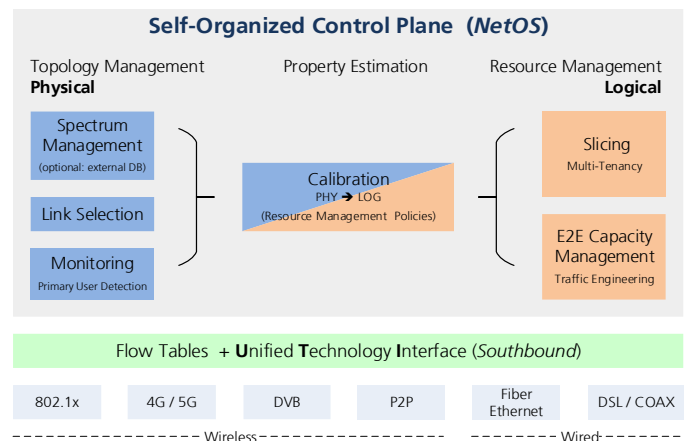 Self-Organized Control Plane (NetOS)
Topology Management
Physical
Property Estimation
Resource Management
Logical
Spectrum
Management
(optional: external DB)
Link Selection
Monitoring
Primary User Detection
Calibration
PHY ➔ LOG
(Resource Management Policies)
Slicing
Multi-Tenancy
E2E Capacity
Management
Traffic Engineering
Flow Tables + Unified Technology Interface (Southbound)
802.1x
4G / 5G
DVB
P2P
Fiber
Ethernet
DSL / COAX
Wireless
Wired